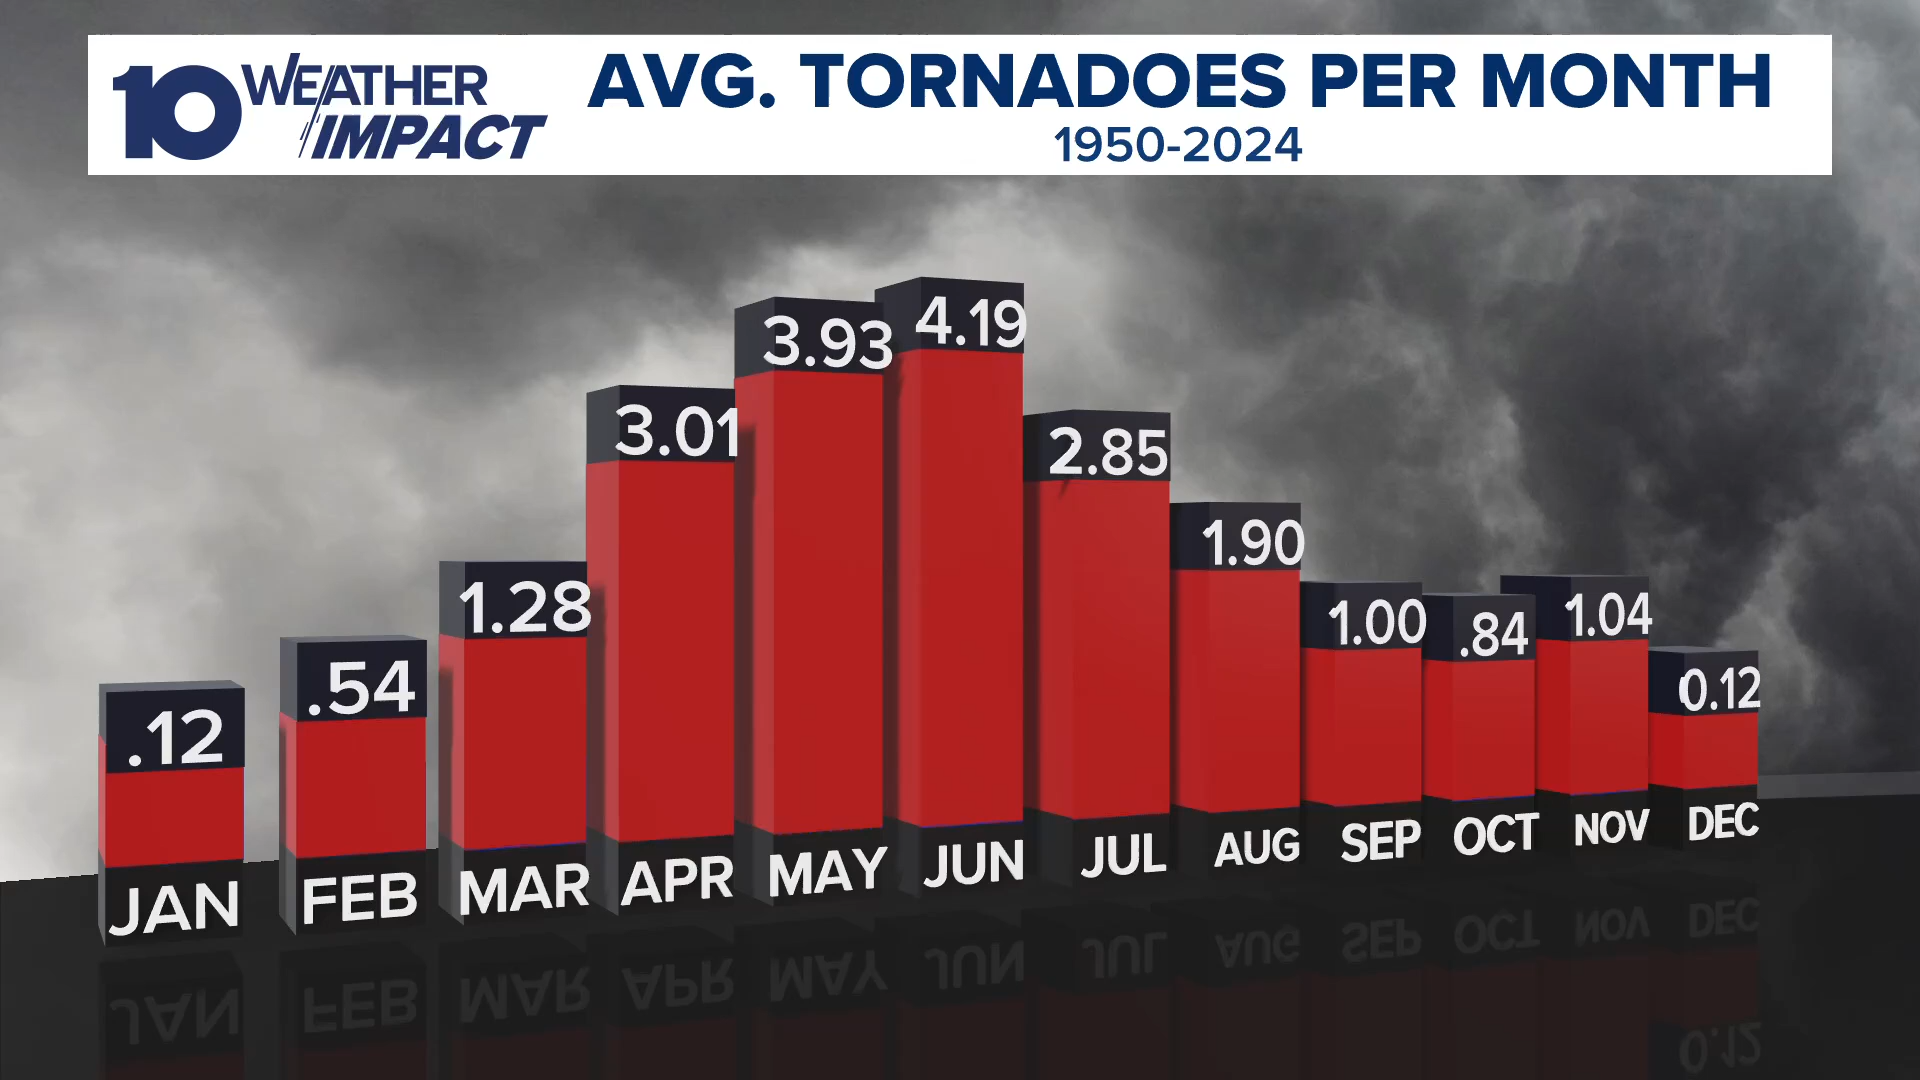 10 WEATHER IMPACT
AVG. TORNADOES PER MONTH
1950-2024
.12
.54
1.28
3.01
3.93
4.19
2.85
1.90
1.00
.84
1.04
0.12
JAN
FEB
MAR
APR
MAY
JUN
JUL
AUG
SEP
OCT
NOV
DEC